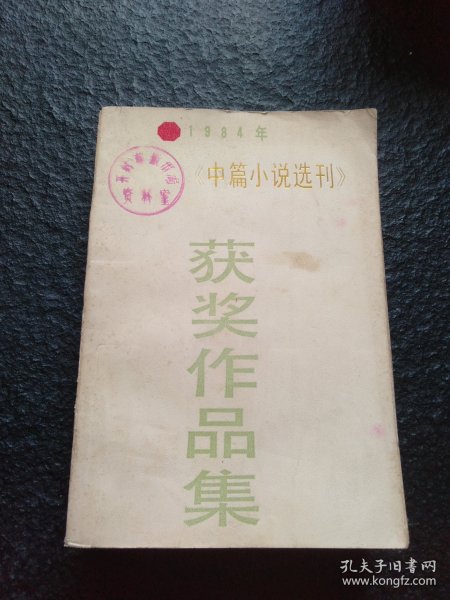 1984年
《中篇小说选刊》
获奖作品集
资料室
孔夫子旧书网
www.kongfz.com